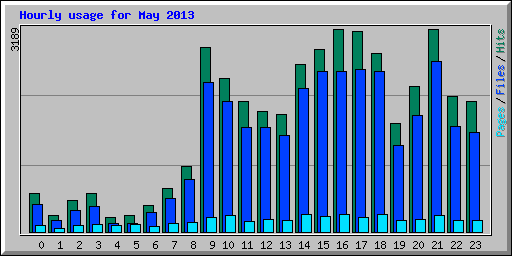 Hourly usage for May 2013
3189
Pages/Files/Hits
0 1 2 3 4 5 6 7 8 9 10 11 12 13 14 15 16 17 18 19 20 21 22 23